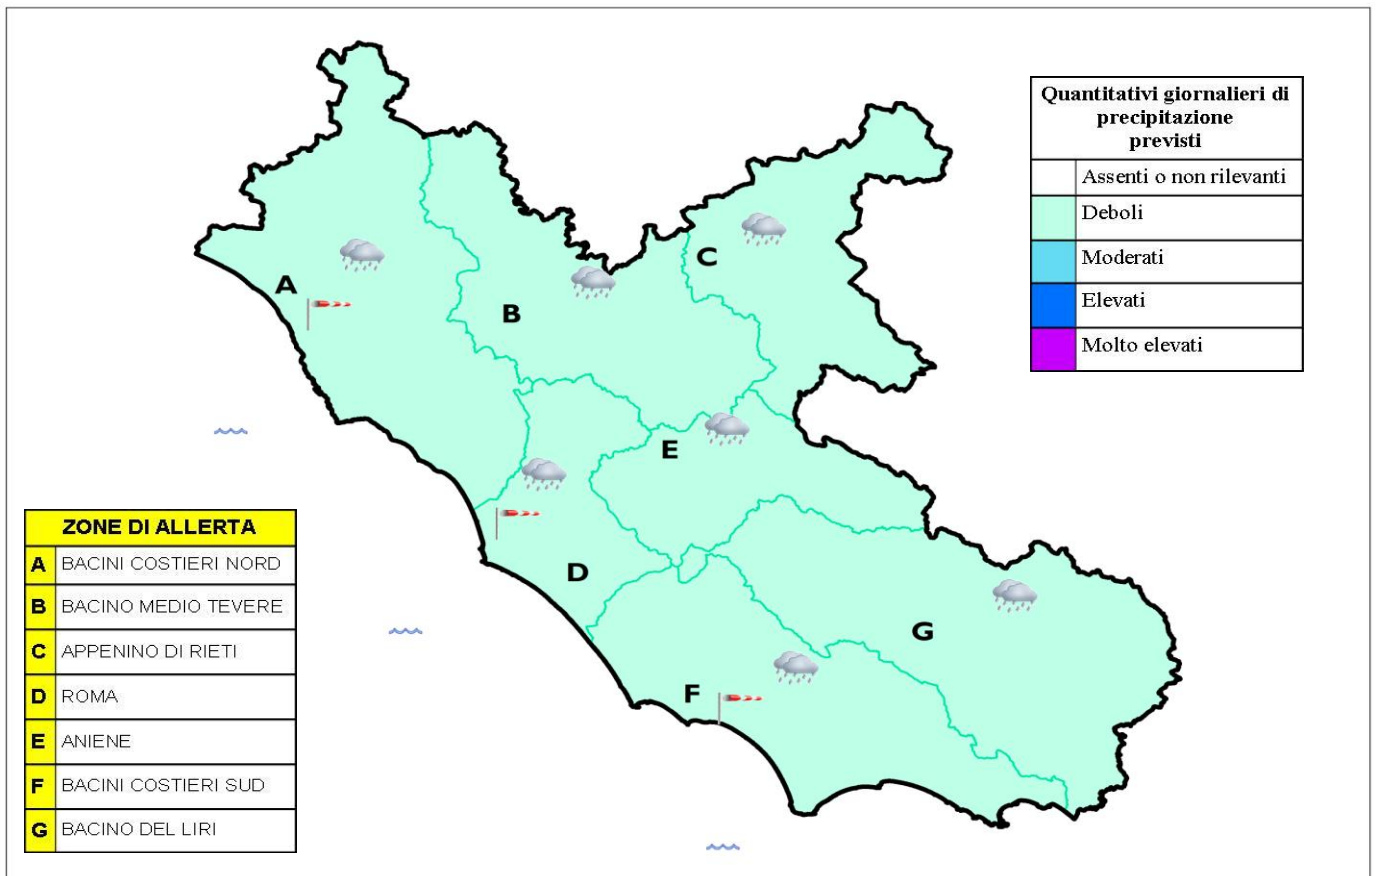 Quantitativi giornalieri di
precipitazione
previsti
Assenti o non rilevanti
Deboli
Moderati
Elevati
Molto elevati
A
B
C
D
E
F
G
ZONE DI ALLERTA
A BACINI COSTIERI NORD
B BACINO MEDIO TEVERE
C APPENINO DI RIETI
D ROMA
E ANIENE
F BACINI COSTIERI SUD
G BACINO DEL LIRI